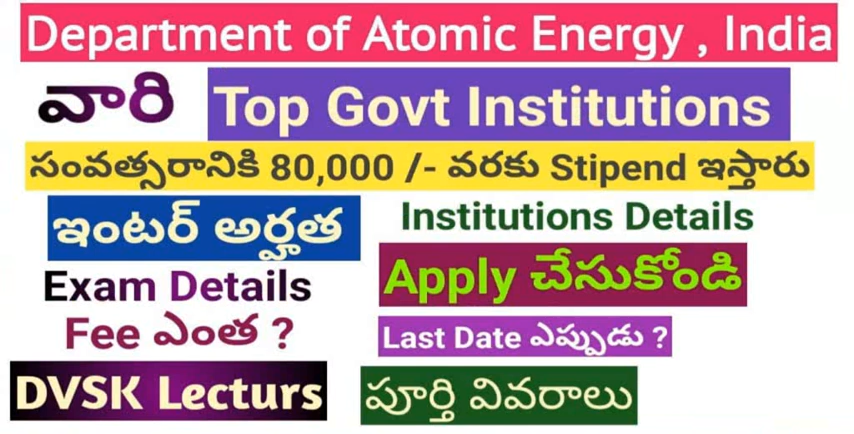 Department of Atomic Energy , India
వారి Top Govt Institutions
సంవత్సరానికి 80,000 /- వరకు Stipend ఇస్తారు
ఇంటర్ అర్హత
Institutions Details
Exam Details
Apply చేసుకోండి
Fee ఎంత ?
Last Date ఎప్పుడు ?
DVSK Lecturs
పూర్తి వివరాలు